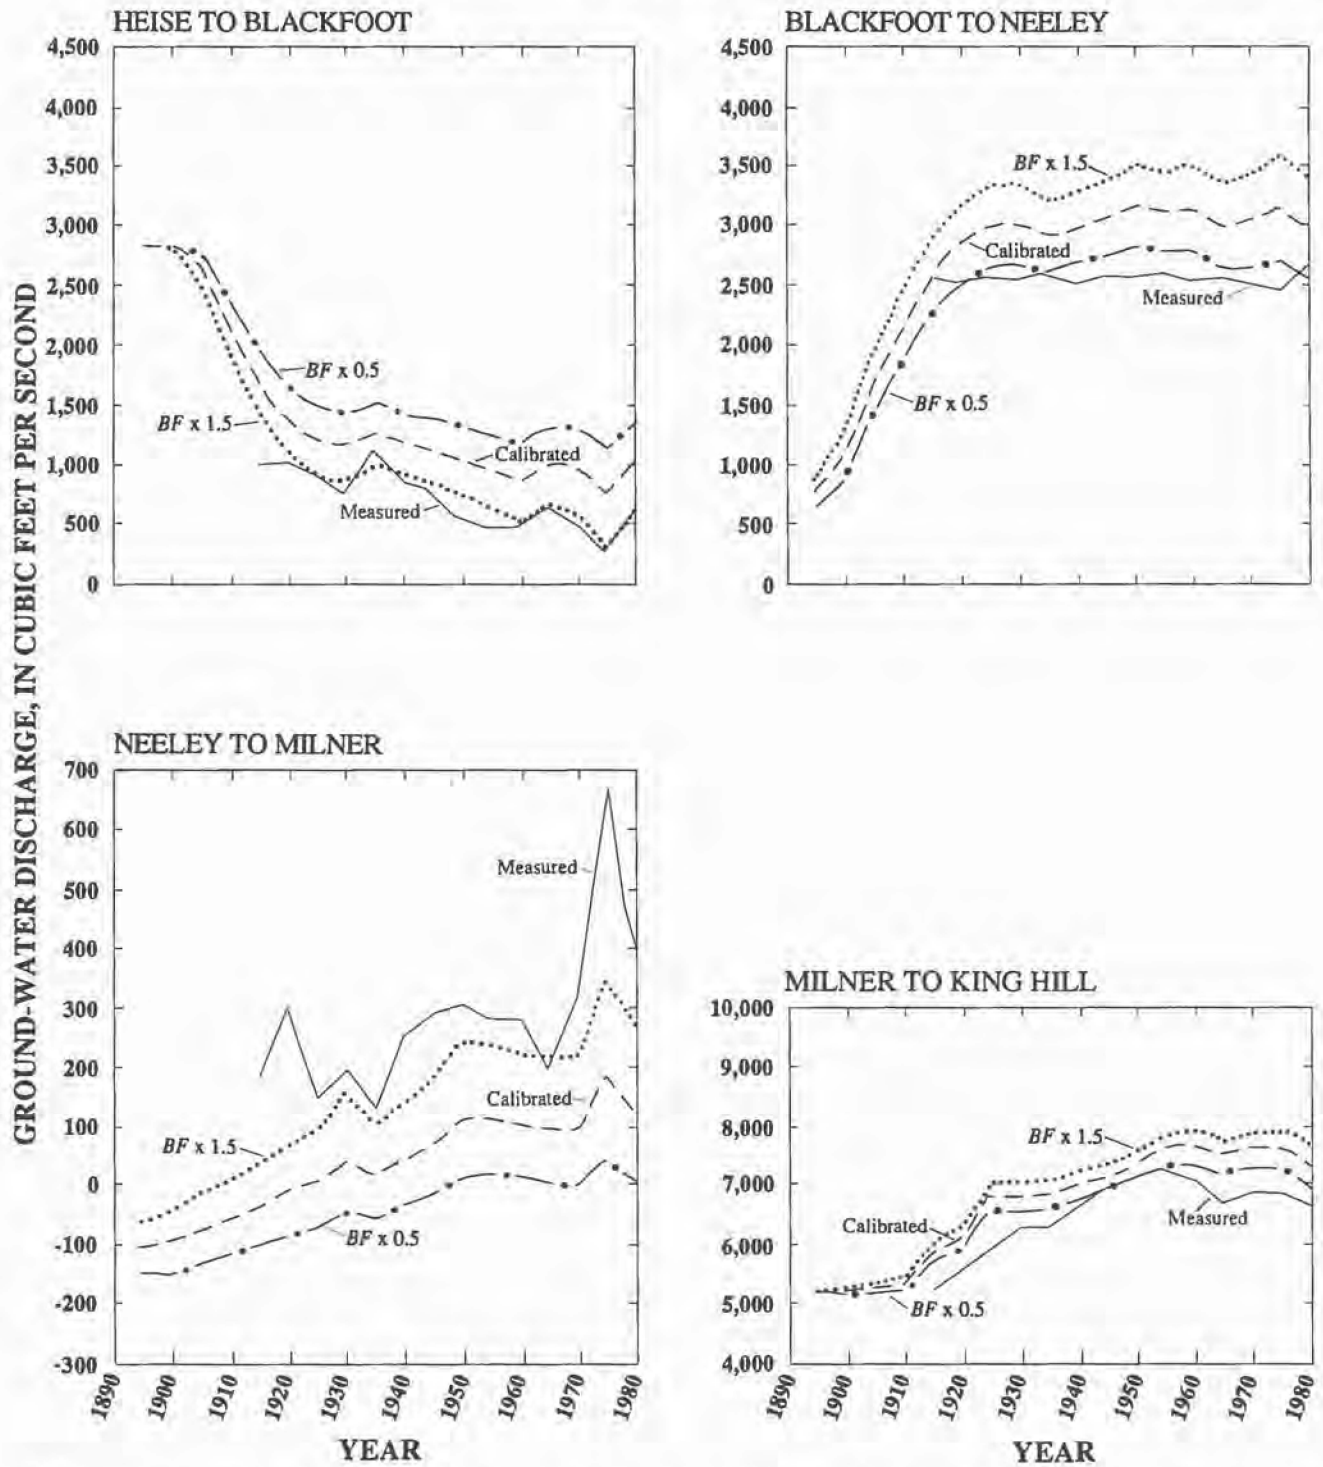 HEISE TO BLACKFOOT
4,500
4,000
3,500
3,000
2,500
2,000
1,500
1,000
500
0
BF x 0.5
BF x 1.5
Calibrated
Measured
BLACKFOOT TO NEELEY
4,500
4,000
3,500
3,000
2,500
2,000
1,500
1,000
500
0
BF x 1.5
Calibrated
Measured
BF x 0.5
GROUND-WATER DISCHARGE, IN CUBIC FEET PER SECOND
NEELEY TO MILNER
700
600
500
400
300
200
100
0
-100
-200
-300
Measured
Calibrated
BF x 1.5
BF x 0.5
1890
1900
1910
1920
1930
1940
1950
1960
1970
1980
YEAR
MILNER TO KING HILL
10,000
9,000
8,000
7,000
6,000
5,000
4,000
BF x 1.5
Calibrated
Measured
BF x 0.5
1890
1900
1910
1920
1930
1940
1950
1960
1970
1980
YEAR